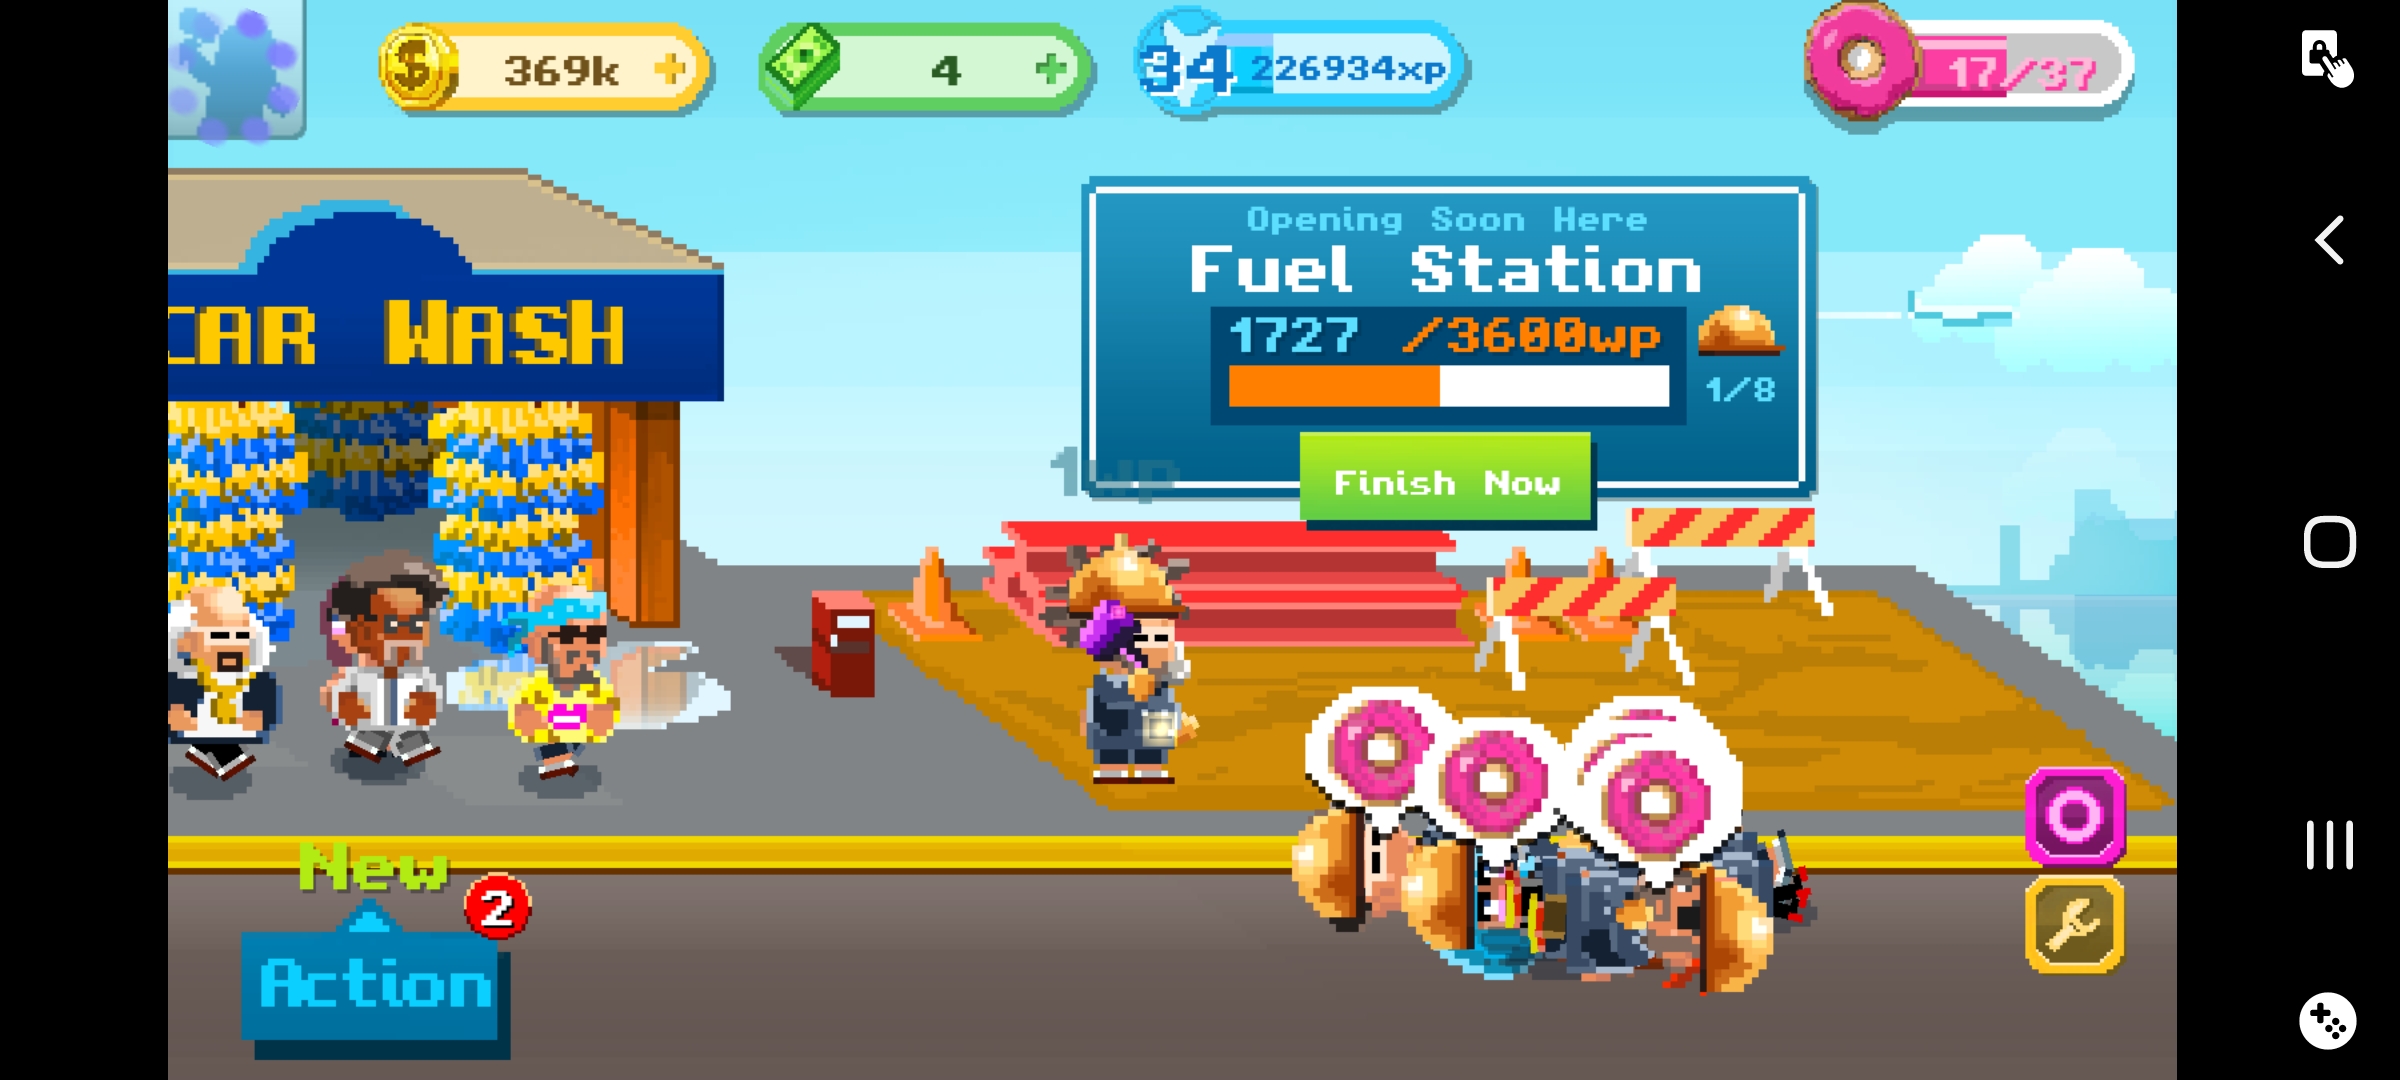 369k
4
34 226934xp
17/37
Opening Soon Here
Fuel Station
1727 /3600wp
1/8
Finish Now
1wp
CAR WASH
New
2
Action